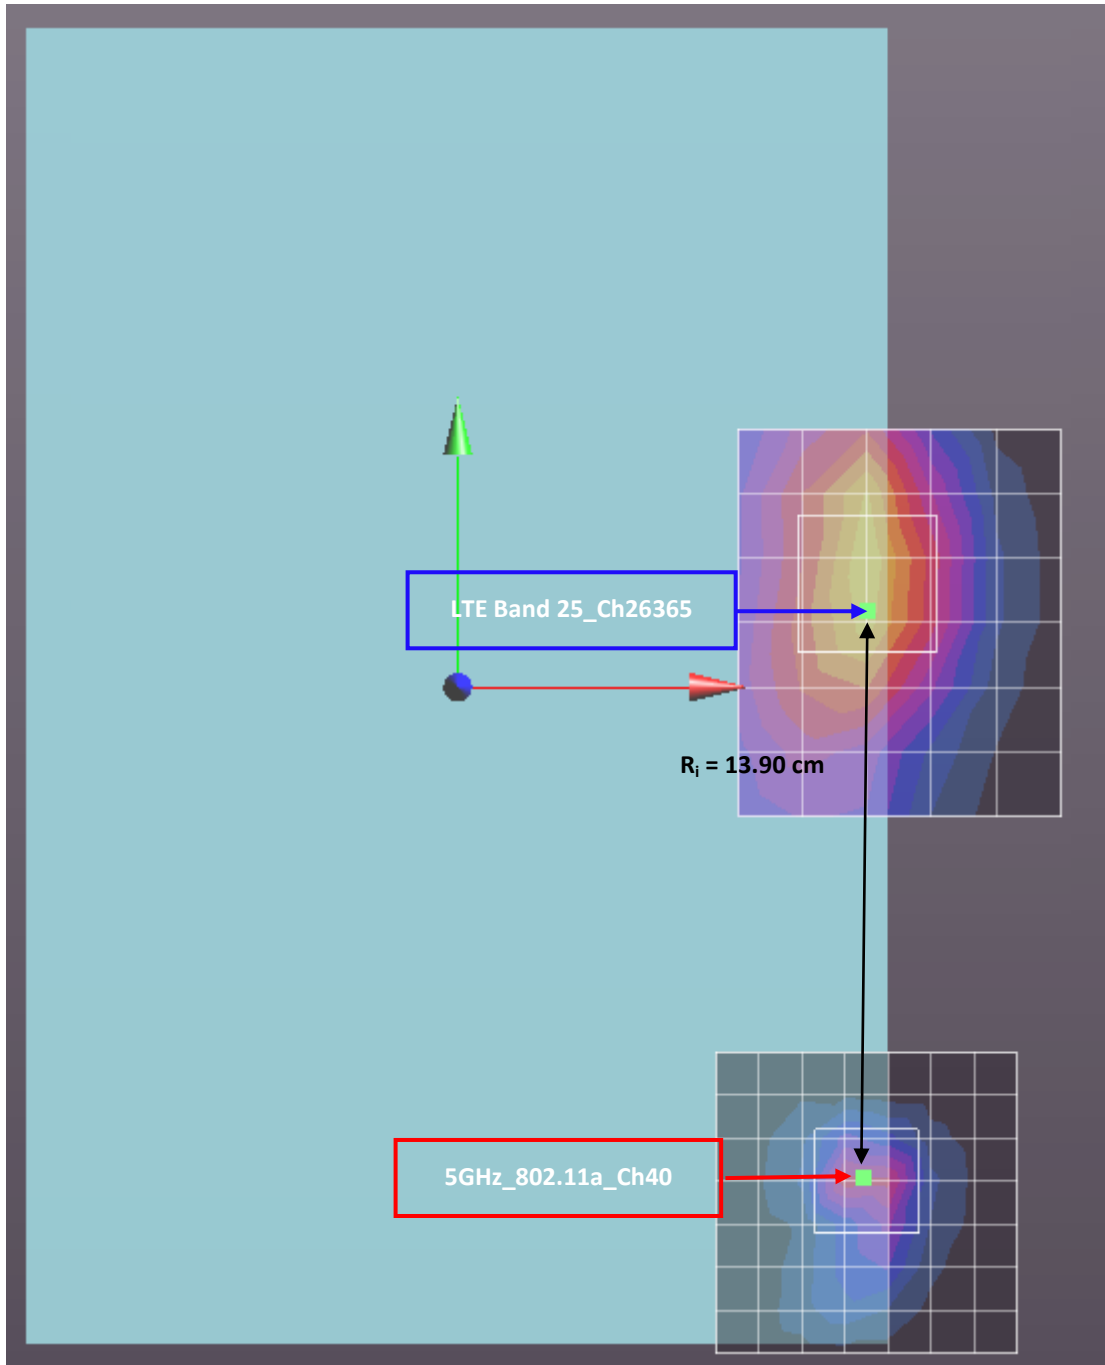 LTE Band 25_Ch26365
Rᵢ = 13.90 cm
5GHz_802.11a_Ch40